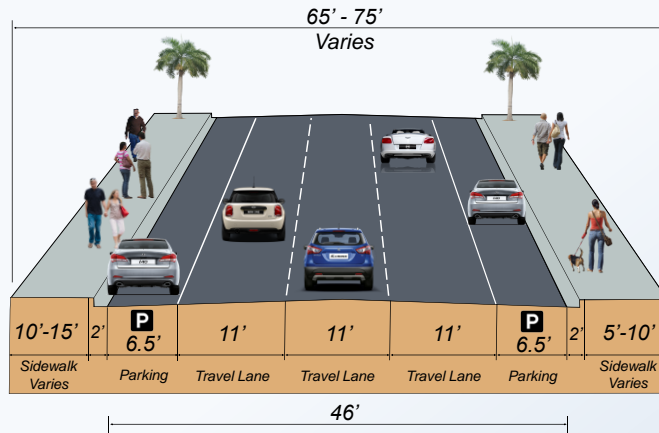 65’ - 75’
Varies
10’-15’ 2’ P 6.5’ 11’ 11’ 11’ P 6.5’ 2’ 5’-10’
Sidewalk Varies Parking Travel Lane Travel Lane Travel Lane Parking Sidewalk Varies
46’